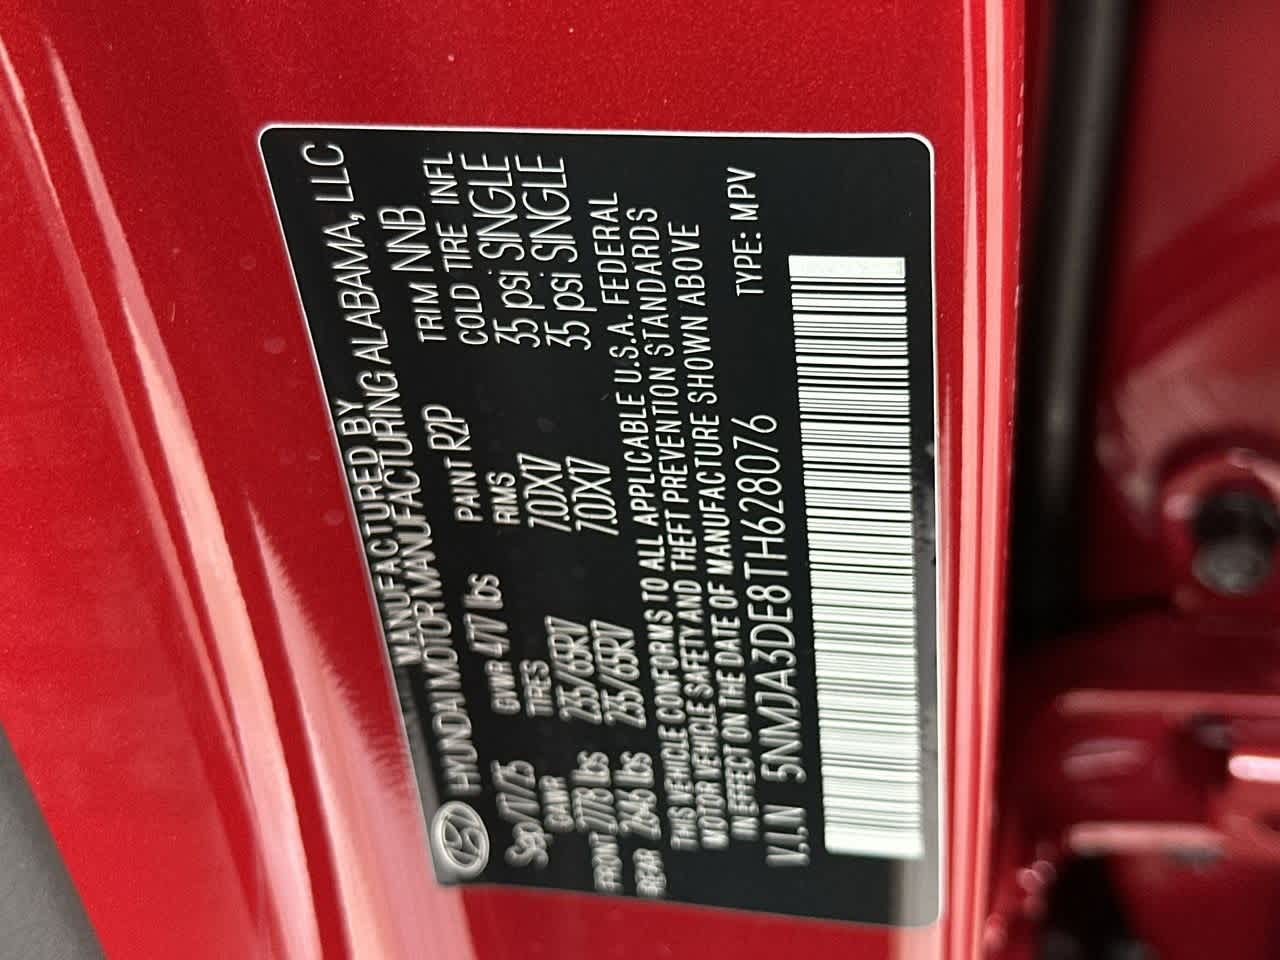 MANUFACTURED BY
HYUNDAI MOTOR MANUFACTURING ALABAMA, LLC
Sep/17/25 GVWR 4777 lbs PAINT R2P TRIM NNB
GAWR TIRES RIMS COLD TIRE INFL
FRONT 2778 lbs 235/65R17 7.0JX17 35 psi SINGLE
REAR 2646 lbs 235/65R17 7.0JX17 35 psi SINGLE
THIS VEHICLE CONFORMS TO ALL APPLICABLE U.S.A. FEDERAL
MOTOR VEHICLE SAFETY AND THEFT PREVENTION STANDARDS
IN EFFECT ON THE DATE OF MANUFACTURE SHOWN ABOVE
V.I.N 5NMJA3DE8TH628076 TYPE: MPV